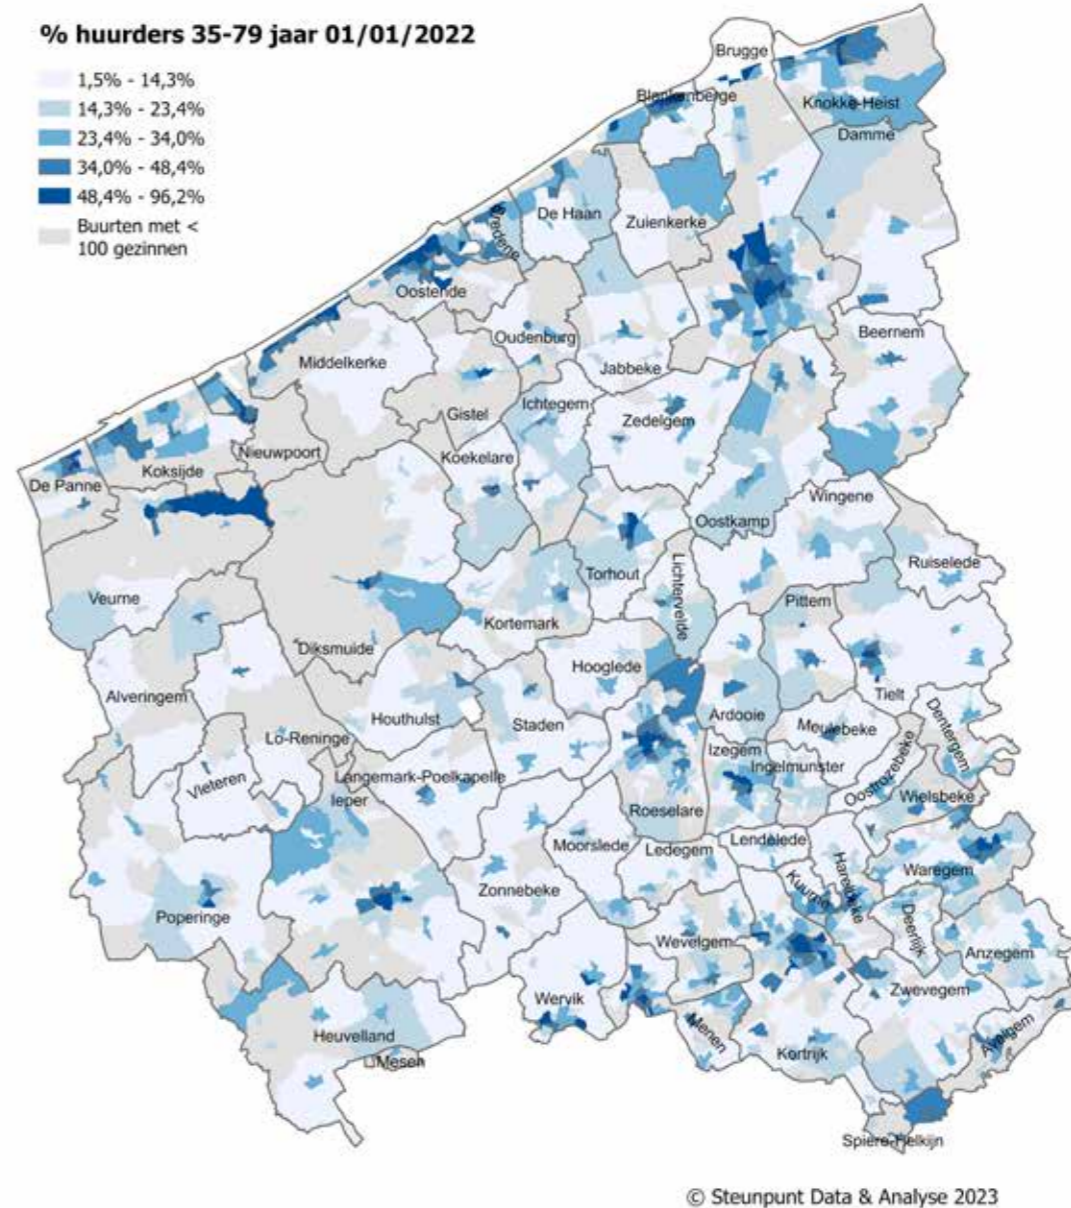 % huurders 35-79 jaar 01/01/2022
1,5% - 14,3%
14,3% - 23,4%
23,4% - 34,0%
34,0% - 48,4%
48,4% - 96,2%
Buurten met <
100 gezinnen
Brugge
Blankenberge
Knokke-Heist
Damme
De Haan
Zuienkerke
Bredene
Oostende
Oudenburg
Beernem
Middelkerke
Jabbeke
Gistel
Ichtegem
Zedelgem
Nieuwpoort
Koekelare
Koksijde
De Panne
Wingene
Oostkamp
Ruiselede
Torhout
Lichtervelde
Veurne
Pittem
Kortemark
Diksmuide
Hooglede
Alveringem
Tielt
Houthulst
Staden
Ardooie
Meulebeke
Dentergem
Lo-Reninge
Izegem
Oostrozebeke
Langemark-Poelkapelle
Ingelmunster
Vleteren
Ieper
Wielsbeke
Roeselare
Moorslede
Ledegem
Lendelede
Harelbeke
Waregem
Zonnebeke
Kuurne
Poperinge
Deerlijk
Wevelgem
Anzegem
Zwevegem
Wervik
Heuvelland
Menen
Avelgem
Kortrijk
Mesen
Spiere-Helkijn
© Steunpunt Data & Analyse 2023